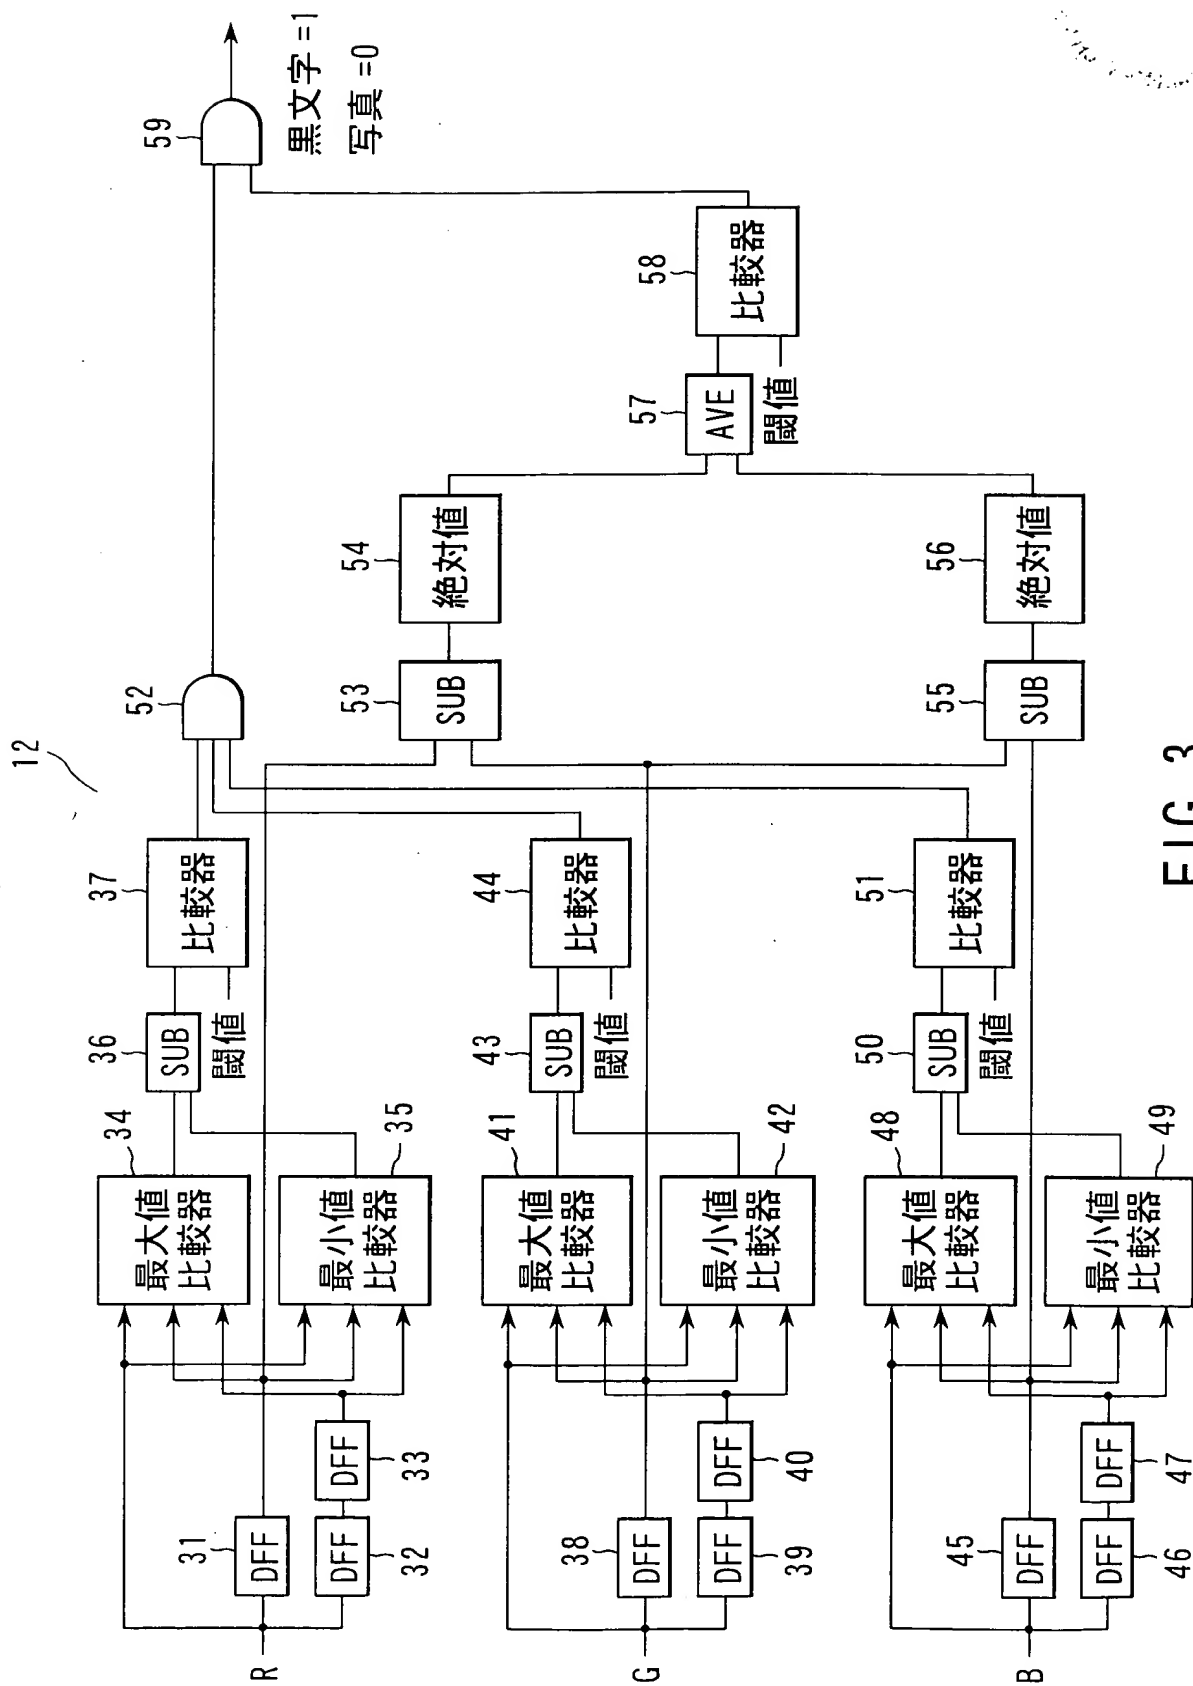 12
R
31
DFF
DFF
32
DFF
33
34
最大値
比較器
最小値
比較器
35
36
SUB
閾値
37
比較器
G
38
DFF
DFF
39
DFF
40
41
最大値
比較器
最小値
比較器
42
43
SUB
閾値
44
比較器
B
45
DFF
DFF
46
DFF
47
48
最大値
比較器
最小値
比較器
49
50
SUB
閾値
51
比較器
52
53
SUB
54
絶対値
55
SUB
56
絶対値
57
AVE
閾値
58
比較器
59
黒文字=1
写真=0
FIG. 3